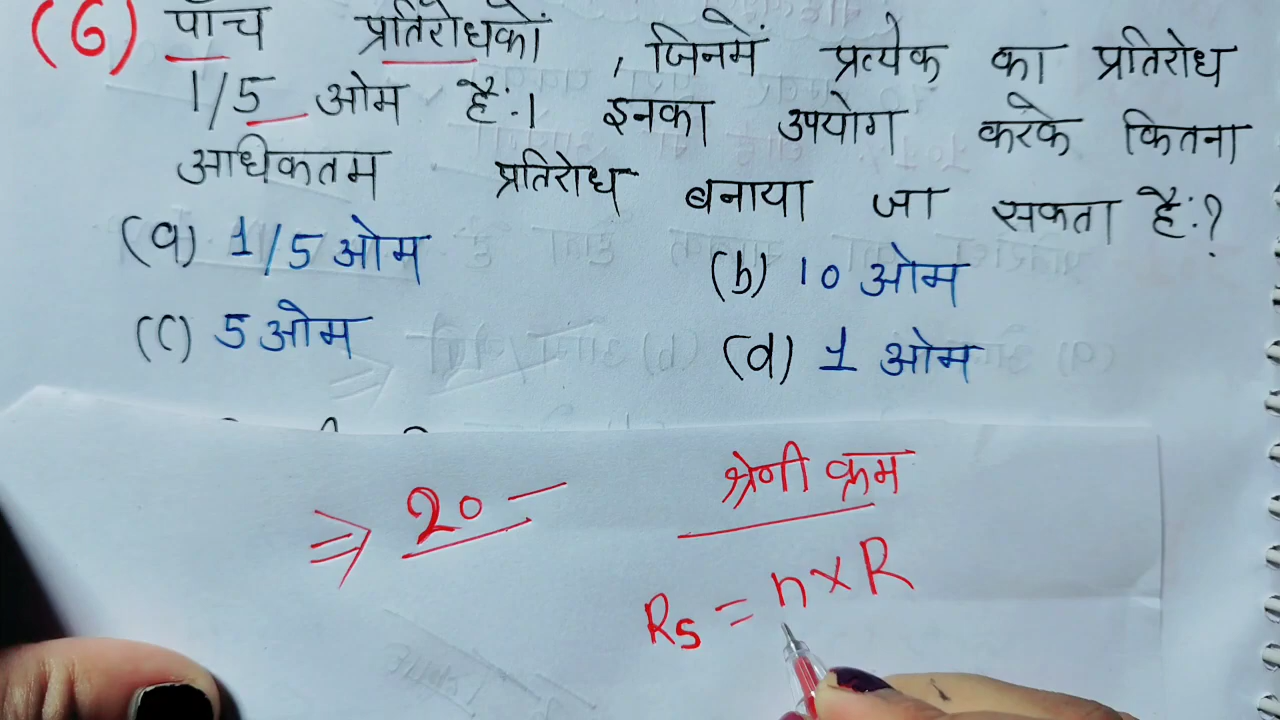 (6) पाँच प्रतिरोधकों , जिनमें प्रत्येक का प्रतिरोध
1/5 ओम हैं:। इनका उपयोग करके कितना
अधिकतम प्रतिरोध बनाया जा सकता हैं:?
(a) 1/5 ओम (b) 10 ओम
(c) 5 ओम (d) 1 ओम
⇒ 20 — श्रेणी क्रम
Rs = n × R